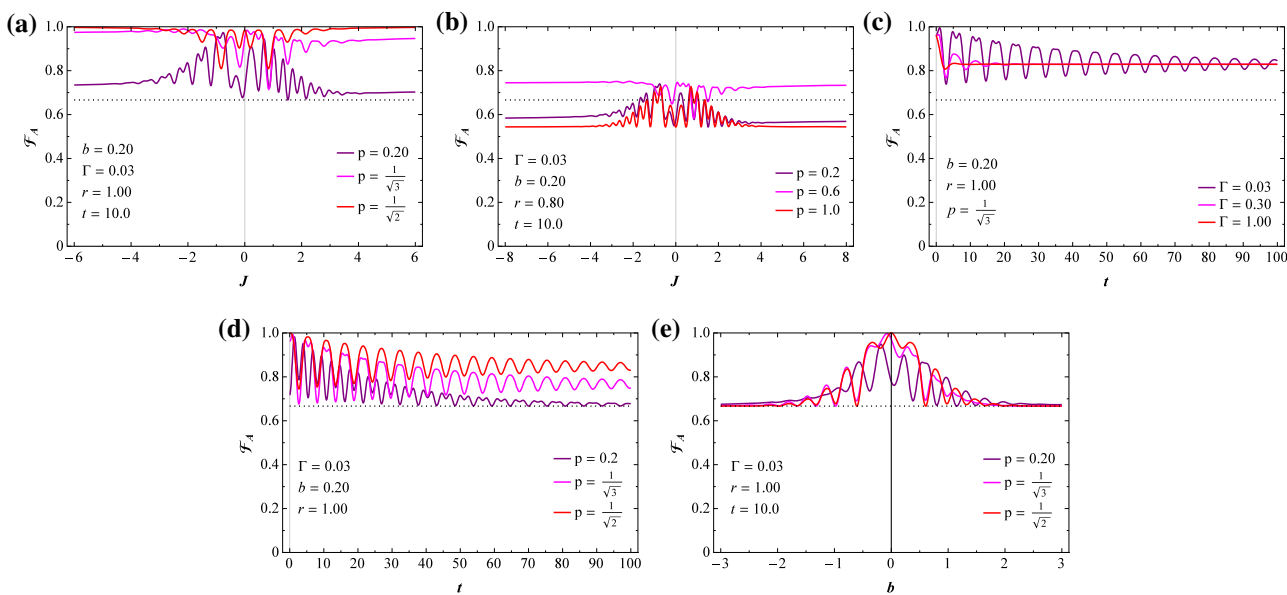 (a)
1.0
0.8
0.6
0.4
0.2
0
ℱA
b = 0.20
Γ = 0.03
r = 1.00
t = 10.0
p = 0.20
p = 1/√3
p = 1/√2
−6 −4 −2 0 2 4 6
J
(b)
1.0
0.8
0.6
0.4
0.2
0
ℱA
Γ = 0.03
b = 0.20
r = 0.80
t = 10.0
p = 0.2
p = 0.6
p = 1.0
−8 −6 −4 −2 0 2 4 6 8
J
(c)
1.0
0.8
0.6
0.4
0.2
0
ℱA
b = 0.20
r = 1.00
p = 1/√3
Γ = 0.03
Γ = 0.30
Γ = 1.00
0 10 20 30 40 50 60 70 80 90 100
t
(d)
1.0
0.8
0.6
0.4
0.2
0
ℱA
Γ = 0.03
b = 0.20
r = 1.00
p = 0.2
p = 1/√3
p = 1/√2
0 10 20 30 40 50 60 70 80 90 100
t
(e)
1.0
0.8
0.6
0.4
0.2
0
ℱA
Γ = 0.03
r = 1.00
t = 10.0
p = 0.20
p = 1/√3
p = 1/√2
−3 −2 −1 0 1 2 3
b